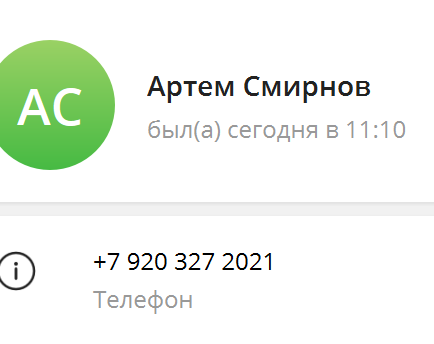 АС
Артем Смирнов
был(а) сегодня в 11:10
+7 920 327 2021
Телефон